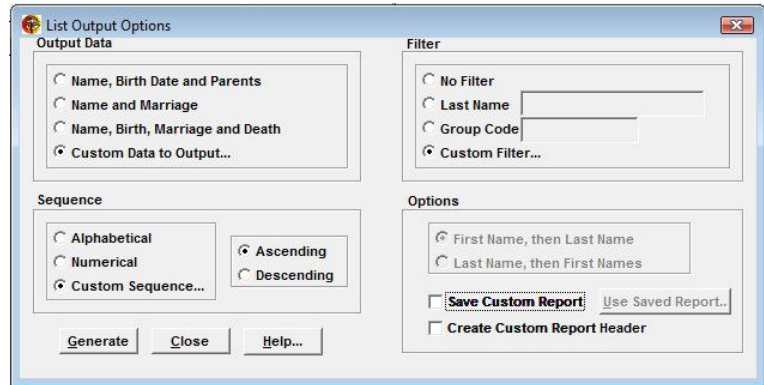 List Output Options
Output Data
Name, Birth Date and Parents
Name and Marriage
Name, Birth, Marriage and Death
Custom Data to Output...
Filter
No Filter
Last Name
Group Code
Custom Filter...
Sequence
Alphabetical
Numerical
Custom Sequence...
Ascending
Descending
Options
First Name, then Last Name
Last Name, then First Names
Save Custom Report
Use Saved Report..
Create Custom Report Header
Generate
Close
Help...